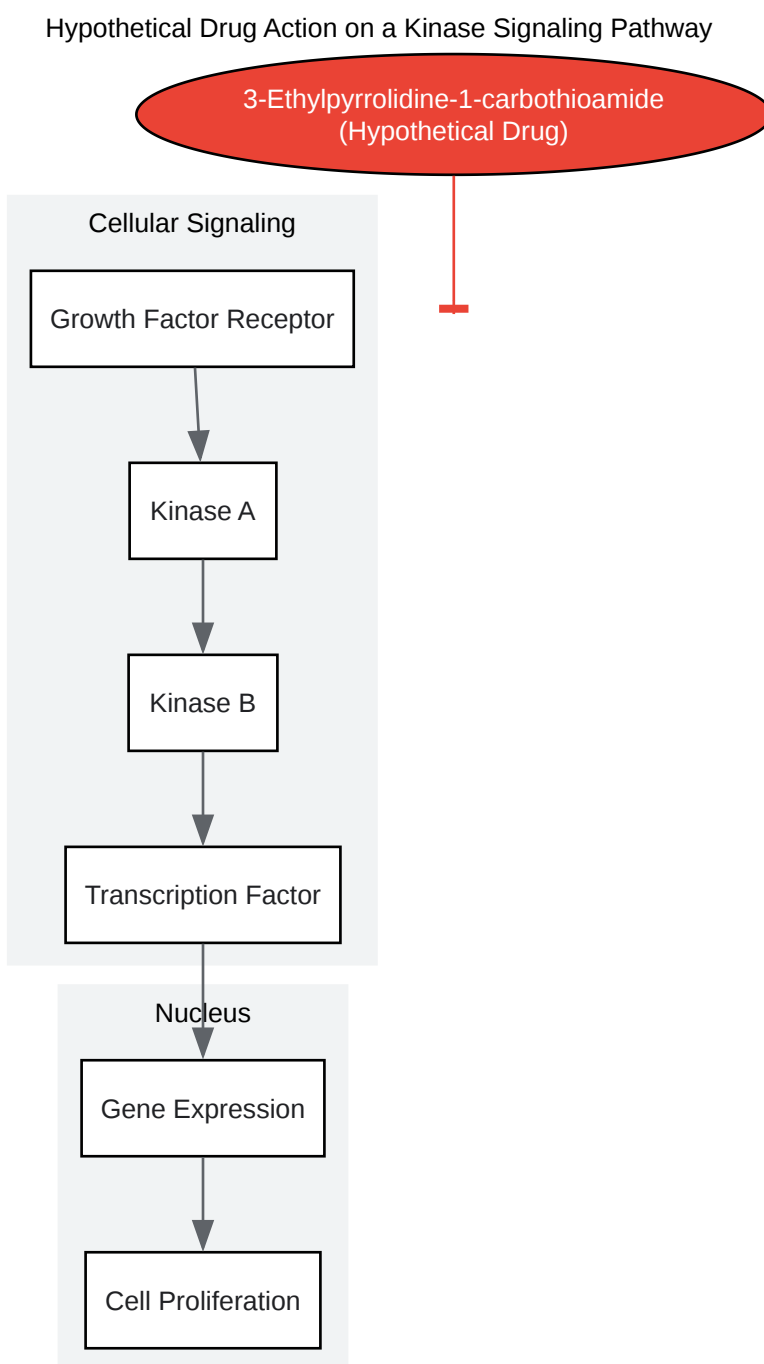 Hypothetical Drug Action on a Kinase Signaling Pathway
3-Ethylpyrrolidine-1-carbothioamide
(Hypothetical Drug)
Cellular Signaling
Growth Factor Receptor
Kinase A
Kinase B
Transcription Factor
Nucleus
Gene Expression
Cell Proliferation